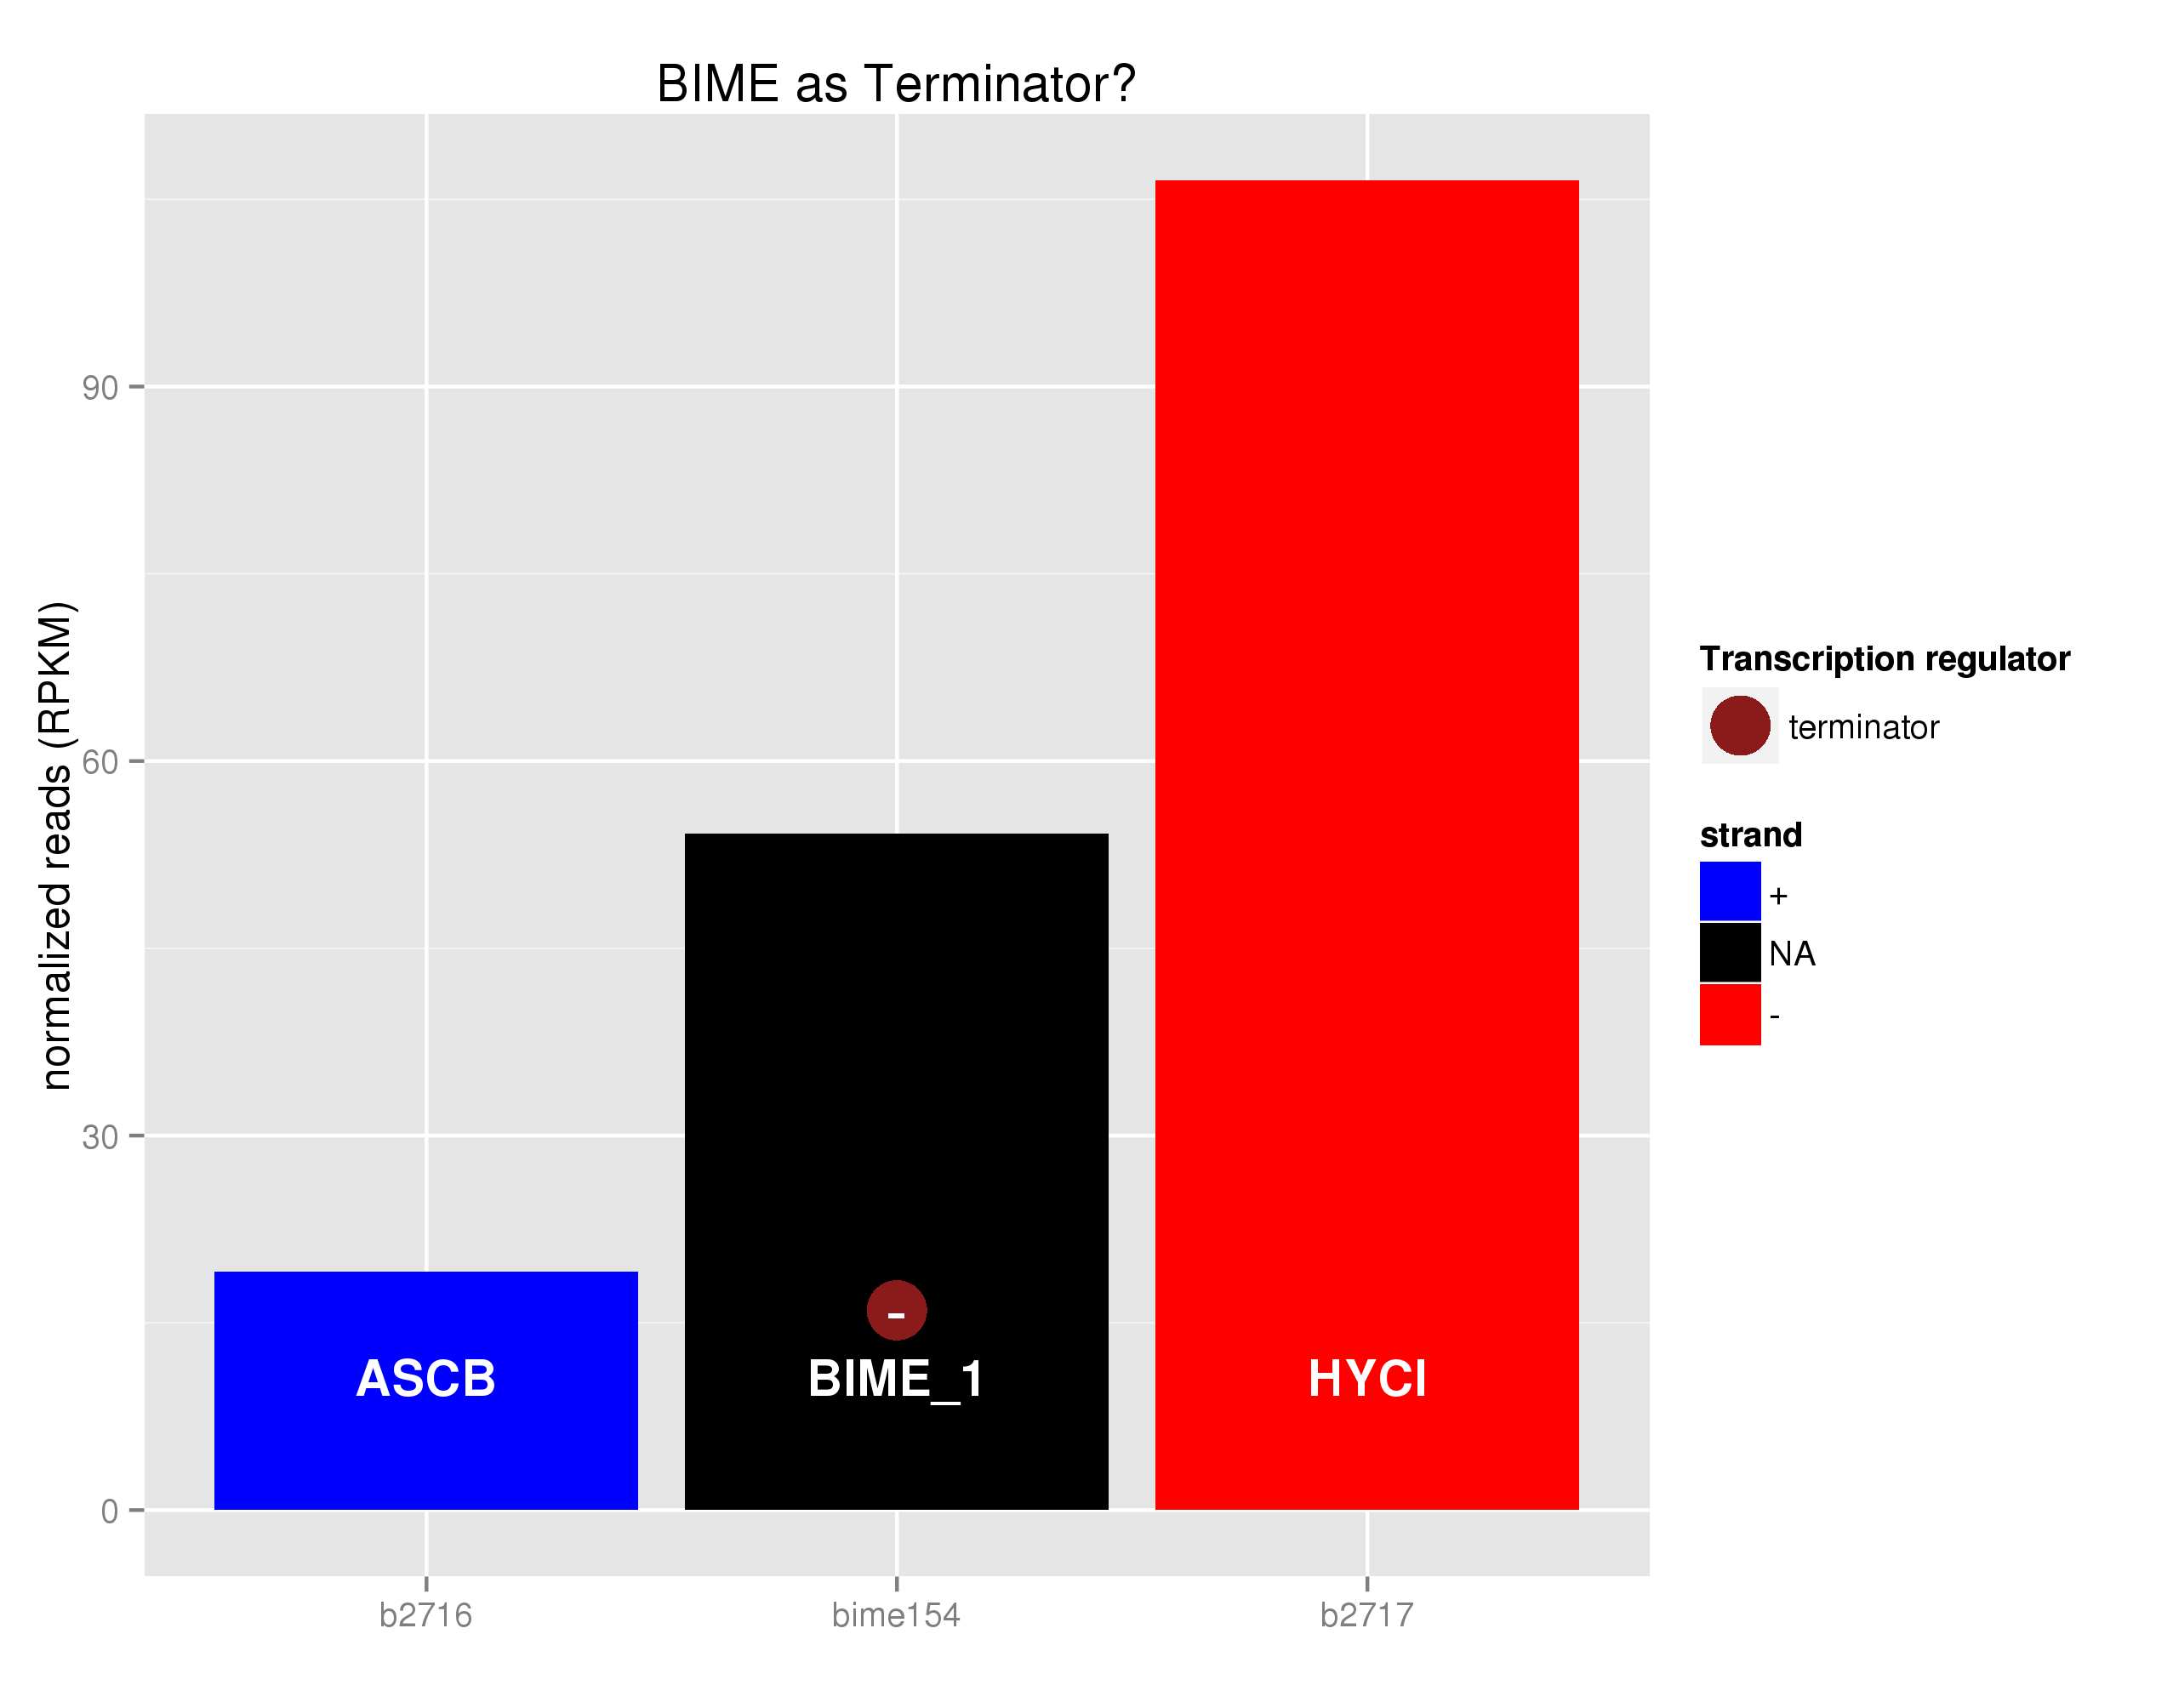 BIME as Terminator?
normalized reads (RPKM)
90
60
30
0
-
ASCB
BIME_1
HYCI
b2716
bime154
b2717
Transcription regulator
terminator
strand
+
NA
-